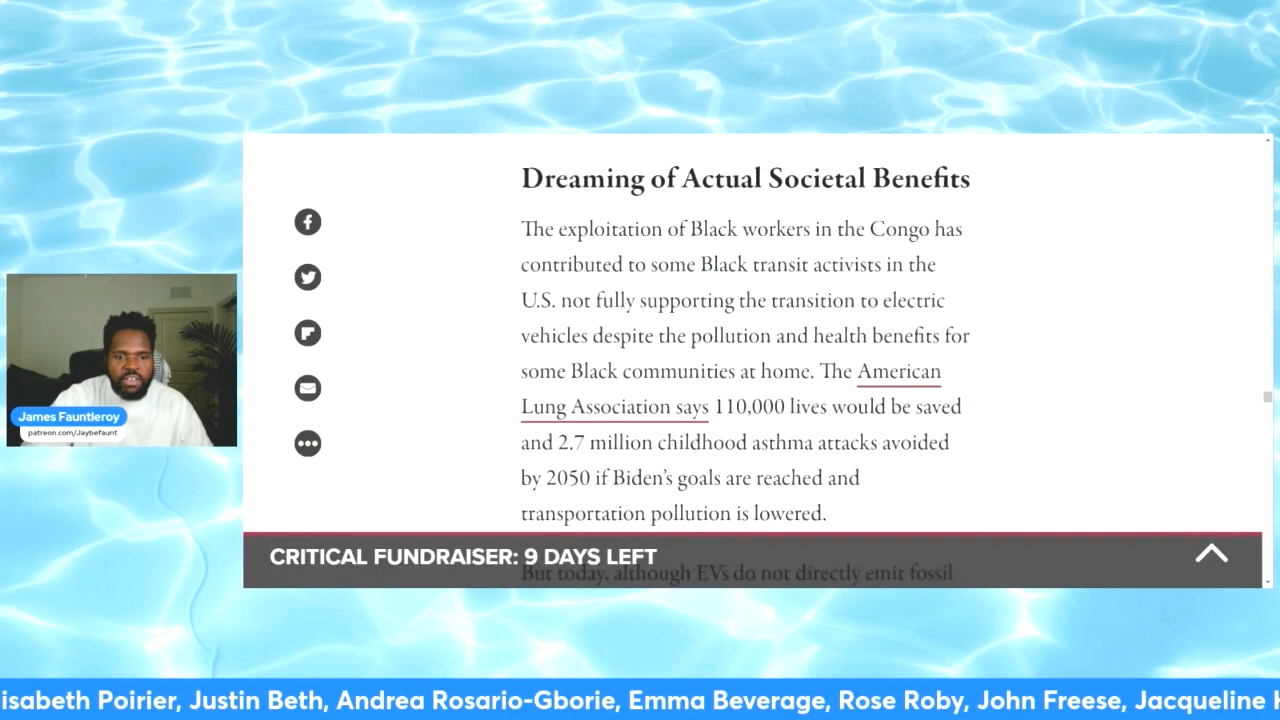 Dreaming of Actual Societal Benefits
The exploitation of Black workers in the Congo has
contributed to some Black transit activists in the
U.S. not fully supporting the transition to electric
vehicles despite the pollution and health benefits for
some Black communities at home. The American
Lung Association says 110,000 lives would be saved
and 2.7 million childhood asthma attacks avoided
by 2050 if Biden's goals are reached and
transportation pollution is lowered.
CRITICAL FUNDRAISER: 9 DAYS LEFT
But today, although EVs do not directly emit fossil
James Fauntleroy
patreon.com/Jaybefaunt
isabeth Poirier, Justin Beth, Andrea Rosario-Gborie, Emma Beverage, Rose Roby, John Freese, Jacqueline